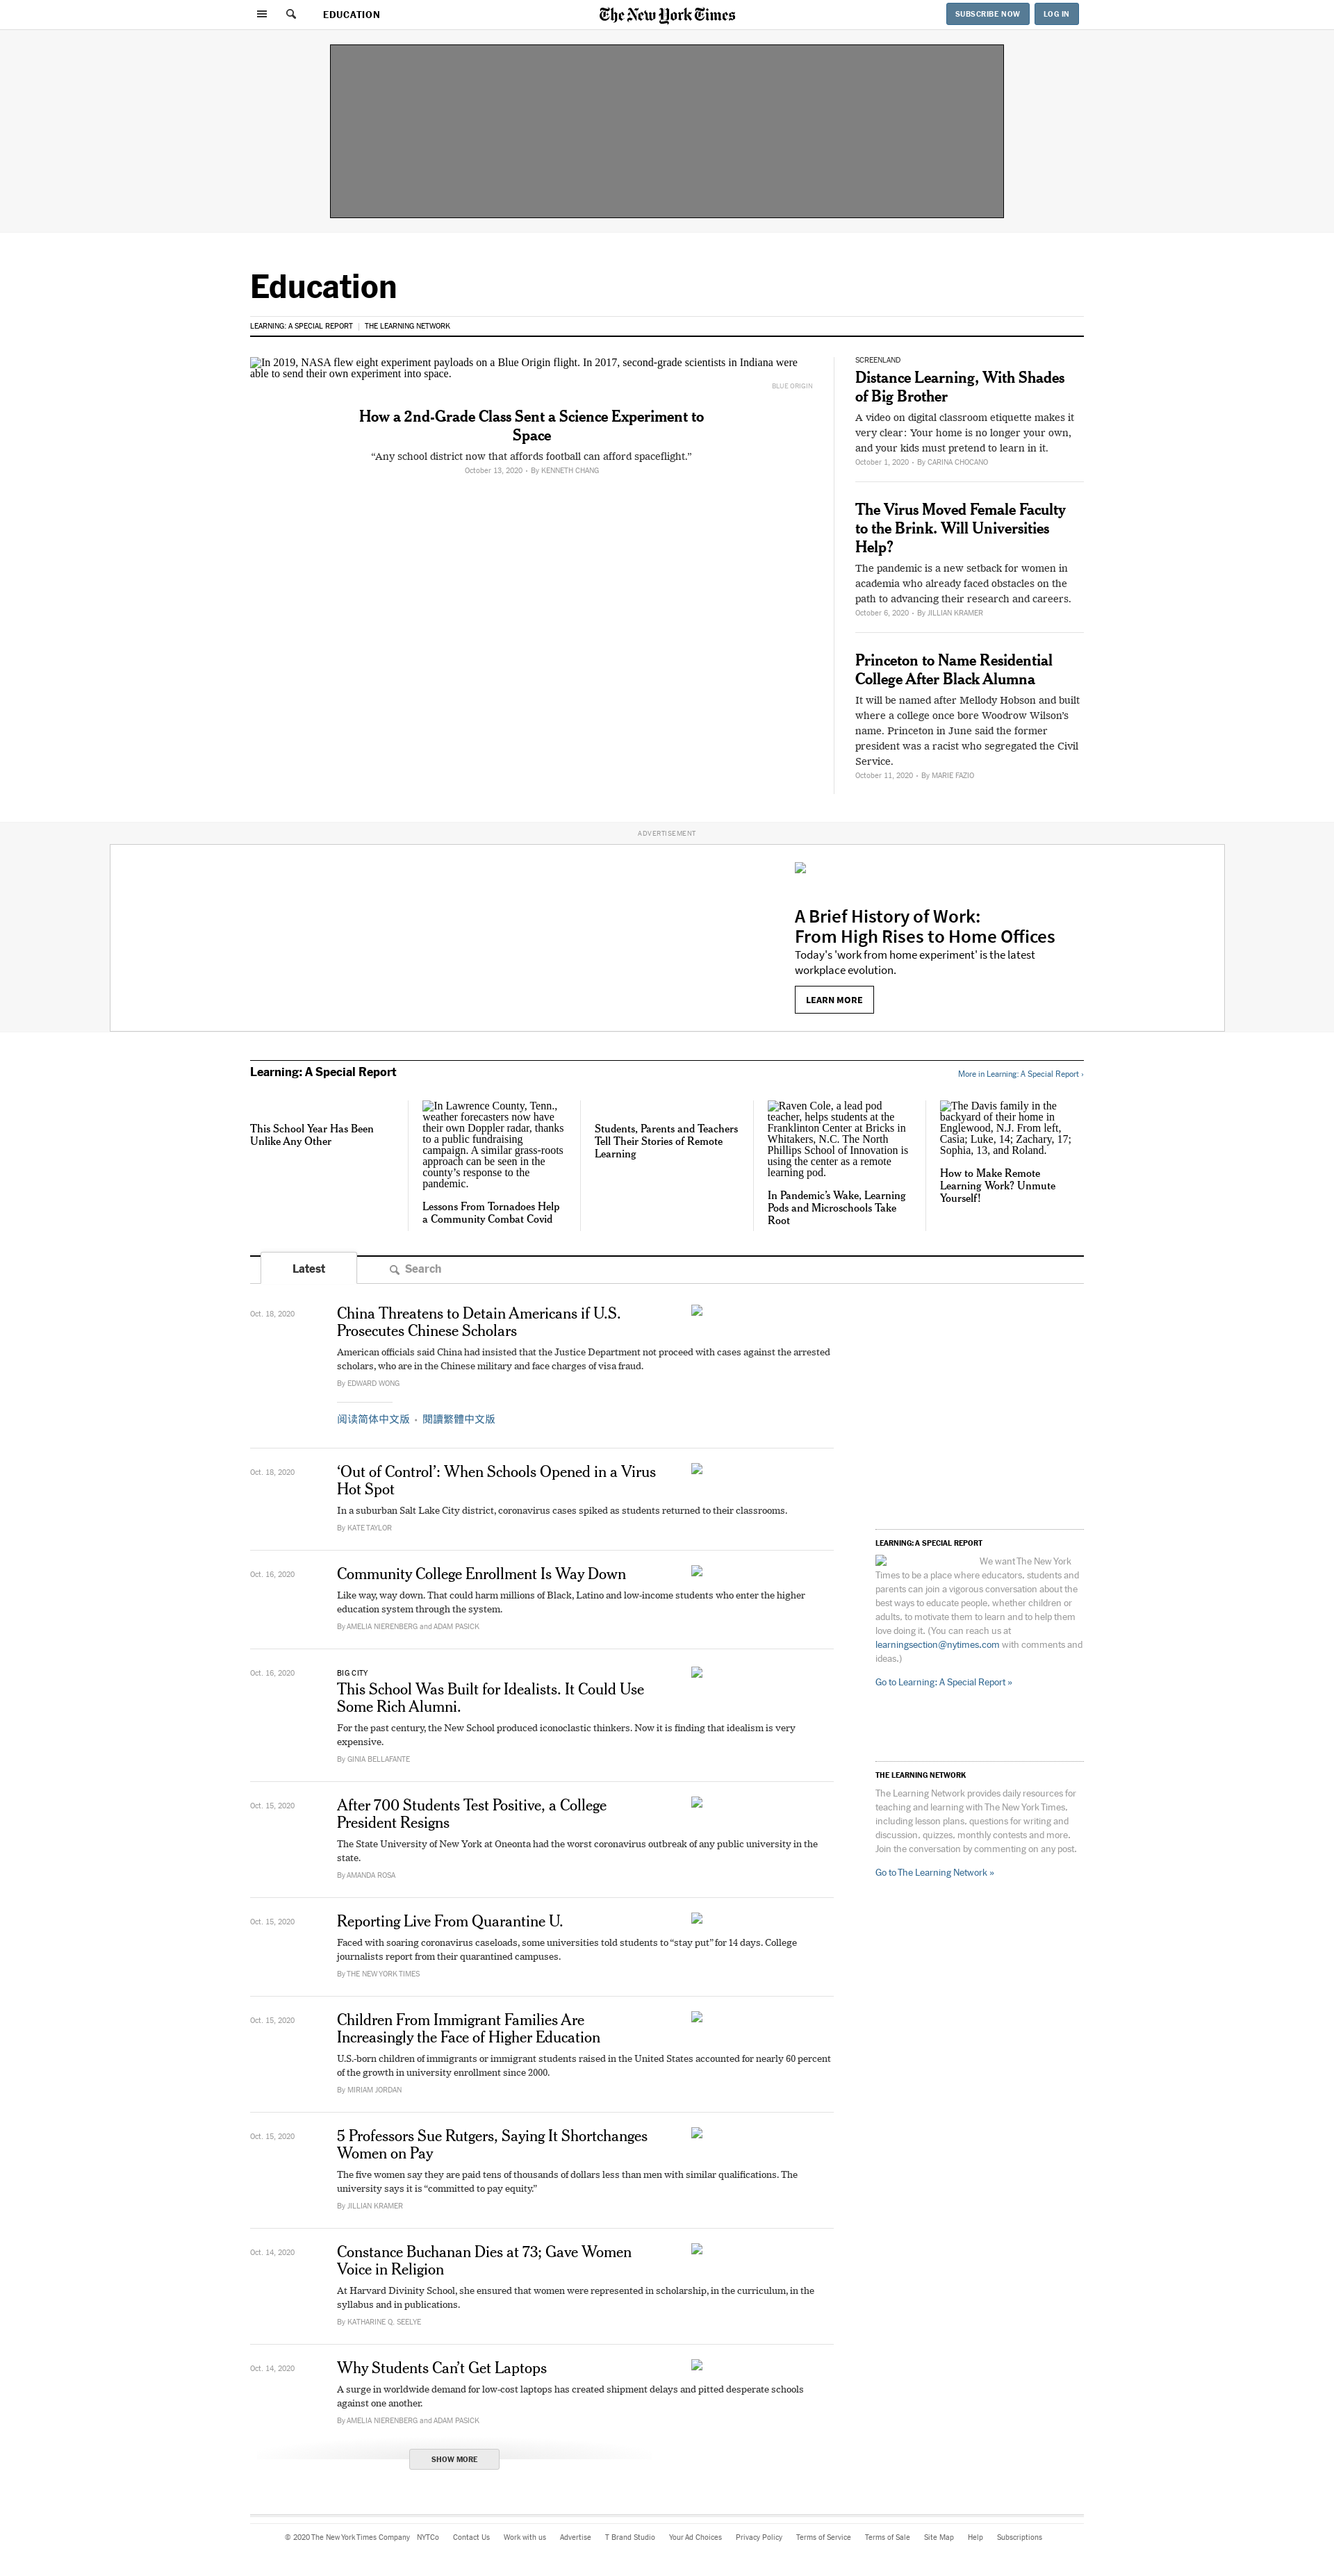 EDUCATION
The New York Times
SUBSCRIBE NOW
LOG IN
Education
LEARNING: A SPECIAL REPORT
THE LEARNING NETWORK
In 2019, NASA flew eight experiment payloads on a Blue Origin flight. In 2017, second-grade scientists in Indiana were
able to send their own experiment into space.
BLUE ORIGIN
How a 2nd-Grade Class Sent a Science Experiment to
Space
“Any school district now that affords football can afford spaceflight.”
October 13, 2020 • By KENNETH CHANG
SCREENLAND
Distance Learning, With Shades
of Big Brother
A video on digital classroom etiquette makes it
very clear: Your home is no longer your own,
and your kids must pretend to learn in it.
October 1, 2020 • By CARINA CHOCANO
The Virus Moved Female Faculty
to the Brink. Will Universities
Help?
The pandemic is a new setback for women in
academia who already faced obstacles on the
path to advancing their research and careers.
October 6, 2020 • By JILLIAN KRAMER
Princeton to Name Residential
College After Black Alumna
It will be named after Mellody Hobson and built
where a college once bore Woodrow Wilson’s
name. Princeton in June said the former
president was a racist who segregated the Civil
Service.
October 11, 2020 • By MARIE FAZIO
ADVERTISEMENT
A Brief History of Work:
From High Rises to Home Offices
Today's 'work from home experiment' is the latest
workplace evolution.
LEARN MORE
Learning: A Special Report
More in Learning: A Special Report ›
This School Year Has Been
Unlike Any Other
In Lawrence County, Tenn.,
weather forecasters now have
their own Doppler radar, thanks
to a public fundraising
campaign. A similar grass-roots
approach can be seen in the
county’s response to the
pandemic.
Lessons From Tornadoes Help
a Community Combat Covid
Students, Parents and Teachers
Tell Their Stories of Remote
Learning
Raven Cole, a lead pod
teacher, helps students at the
Franklinton Center at Bricks in
Whitakers, N.C. The North
Phillips School of Innovation is
using the center as a remote
learning pod.
In Pandemic’s Wake, Learning
Pods and Microschools Take
Root
The Davis family in the
backyard of their home in
Englewood, N.J. From left,
Casia; Luke, 14; Zachary, 17;
Sophia, 13, and Roland.
How to Make Remote
Learning Work? Unmute
Yourself!
Latest
Search
Oct. 18, 2020
China Threatens to Detain Americans if U.S.
Prosecutes Chinese Scholars
American officials said China had insisted that the Justice Department not proceed with cases against the arrested
scholars, who are in the Chinese military and face charges of visa fraud.
By EDWARD WONG
阅读简体中文版 • 閱讀繁體中文版
Oct. 18, 2020
‘Out of Control’: When Schools Opened in a Virus
Hot Spot
In a suburban Salt Lake City district, coronavirus cases spiked as students returned to their classrooms.
By KATE TAYLOR
Oct. 16, 2020
Community College Enrollment Is Way Down
Like way, way down. That could harm millions of Black, Latino and low-income students who enter the higher
education system through the system.
By AMELIA NIERENBERG and ADAM PASICK
Oct. 16, 2020
BIG CITY
This School Was Built for Idealists. It Could Use
Some Rich Alumni.
For the past century, the New School produced iconoclastic thinkers. Now it is finding that idealism is very
expensive.
By GINIA BELLAFANTE
Oct. 15, 2020
After 700 Students Test Positive, a College
President Resigns
The State University of New York at Oneonta had the worst coronavirus outbreak of any public university in the
state.
By AMANDA ROSA
Oct. 15, 2020
Reporting Live From Quarantine U.
Faced with soaring coronavirus caseloads, some universities told students to “stay put” for 14 days. College
journalists report from their quarantined campuses.
By THE NEW YORK TIMES
Oct. 15, 2020
Children From Immigrant Families Are
Increasingly the Face of Higher Education
U.S.-born children of immigrants or immigrant students raised in the United States accounted for nearly 60 percent
of the growth in university enrollment since 2000.
By MIRIAM JORDAN
Oct. 15, 2020
5 Professors Sue Rutgers, Saying It Shortchanges
Women on Pay
The five women say they are paid tens of thousands of dollars less than men with similar qualifications. The
university says it is “committed to pay equity.”
By JILLIAN KRAMER
Oct. 14, 2020
Constance Buchanan Dies at 73; Gave Women
Voice in Religion
At Harvard Divinity School, she ensured that women were represented in scholarship, in the curriculum, in the
syllabus and in publications.
By KATHARINE Q. SEELYE
Oct. 14, 2020
Why Students Can’t Get Laptops
A surge in worldwide demand for low-cost laptops has created shipment delays and pitted desperate schools
against one another.
By AMELIA NIERENBERG and ADAM PASICK
SHOW MORE
LEARNING: A SPECIAL REPORT
We want The New York
Times to be a place where educators, students and
parents can join a vigorous conversation about the
best ways to educate people, whether children or
adults, to motivate them to learn and to help them
love doing it. (You can reach us at
learningsection@nytimes.com with comments and
ideas.)
Go to Learning: A Special Report »
THE LEARNING NETWORK
The Learning Network provides daily resources for
teaching and learning with The New York Times,
including lesson plans, questions for writing and
discussion, quizzes, monthly contests and more.
Join the conversation by commenting on any post.
Go to The Learning Network »
© 2020 The New York Times Company NYTCo Contact Us Work with us Advertise T Brand Studio Your Ad Choices Privacy Policy Terms of Service Terms of Sale Site Map Help Subscriptions